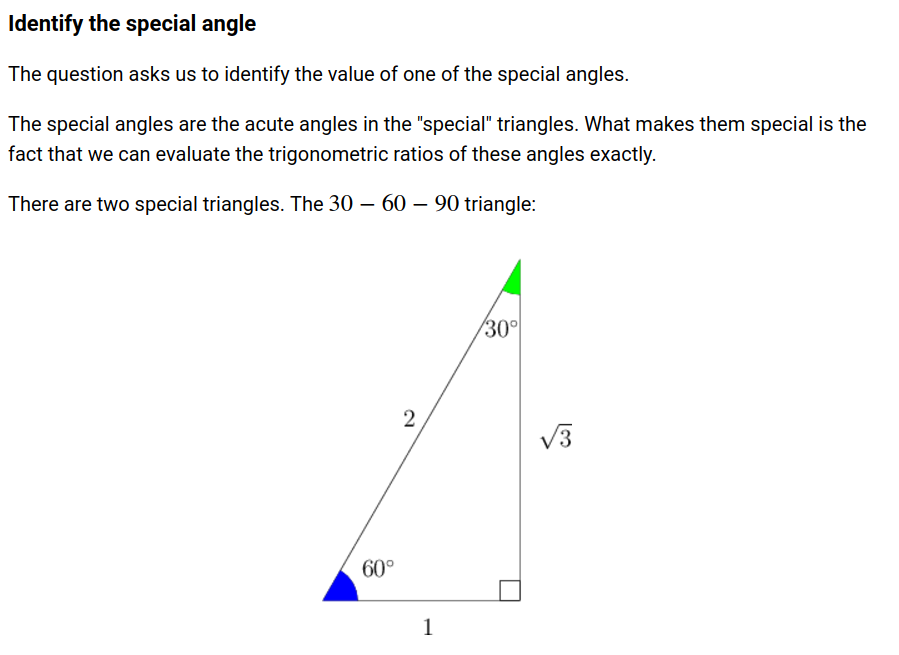 Identify the special angle
The question asks us to identify the value of one of the special angles.
The special angles are the acute angles in the "special" triangles. What makes them special is the
fact that we can evaluate the trigonometric ratios of these angles exactly.
There are two special triangles. The 30 − 60 − 90 triangle:
30°
2
√3
60°
1